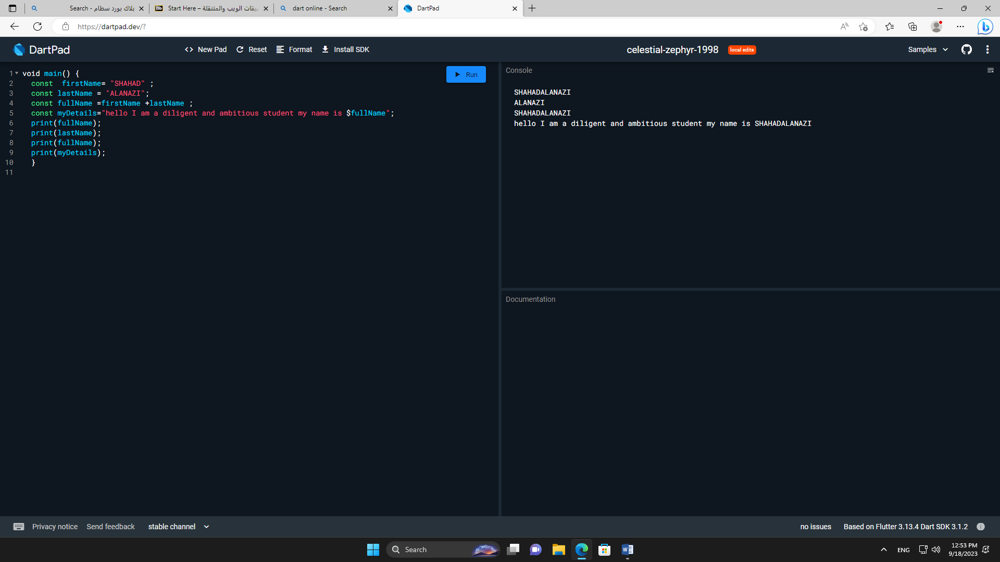 Search - بلاك بورد سطام
Start Here – بيقات الويب والمتنقلة
dart online - Search
DartPad
https://dartpad.dev/?
DartPad
New Pad
Reset
Format
Install SDK
celestial-zephyr-1998
local edits
Samples
1 void main() {
2 const  firstName= "SHAHAD" ;
3 const lastName = "ALANAZI";
4 const fullName =firstName +lastName ;
5 const myDetails="hello I am a diligent and ambitious student my name is $fullName";
6 print(fullName);
7 print(lastName);
8 print(fullName);
9 print(myDetails);
10 }
11
Run
Console
SHAHADALANAZI
ALANAZI
SHAHADALANAZI
hello I am a diligent and ambitious student my name is SHAHADALANAZI
Documentation
Privacy notice
Send feedback
stable channel
no issues
Based on Flutter 3.13.4 Dart SDK 3.1.2
Search
ENG
12:53 PM
9/18/2023